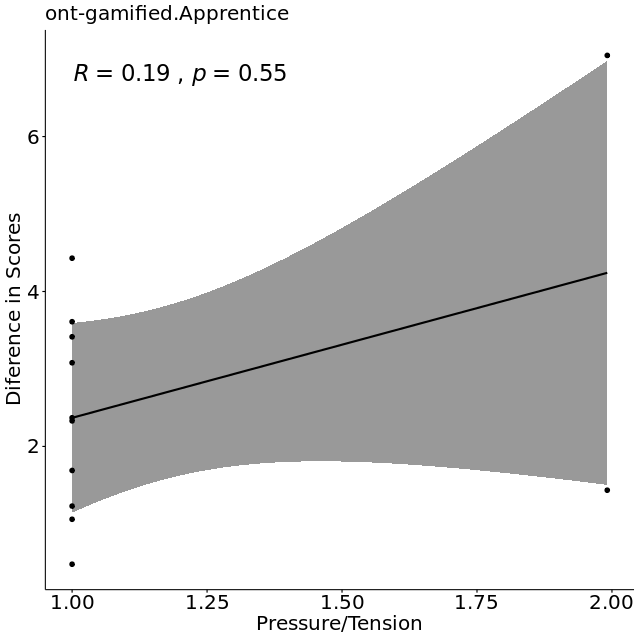 ont-gamified.Apprentice
R = 0.19 , p = 0.55
6
4
2
Diference in Scores
1.00 1.25 1.50 1.75 2.00
Pressure/Tension